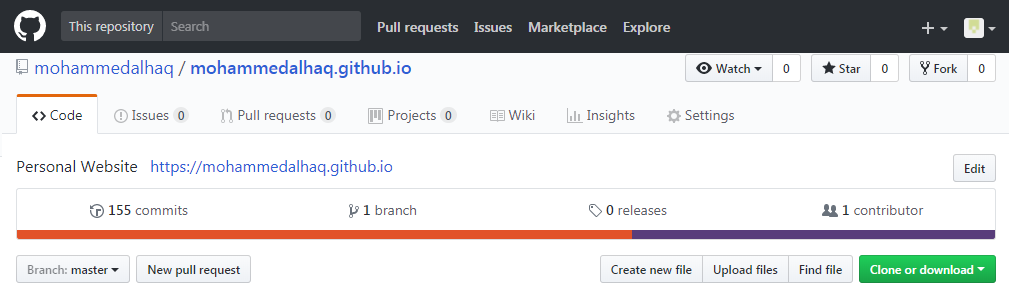 This repository Search Pull requests Issues Marketplace Explore
mohammedalhaq / mohammedalhaq.github.io Watch 0 Star 0 Fork 0
Code Issues 0 Pull requests 0 Projects 0 Wiki Insights Settings
Personal Website https://mohammedalhaq.github.io Edit
155 commits 1 branch 0 releases 1 contributor
Branch: master New pull request Create new file Upload files Find file Clone or download